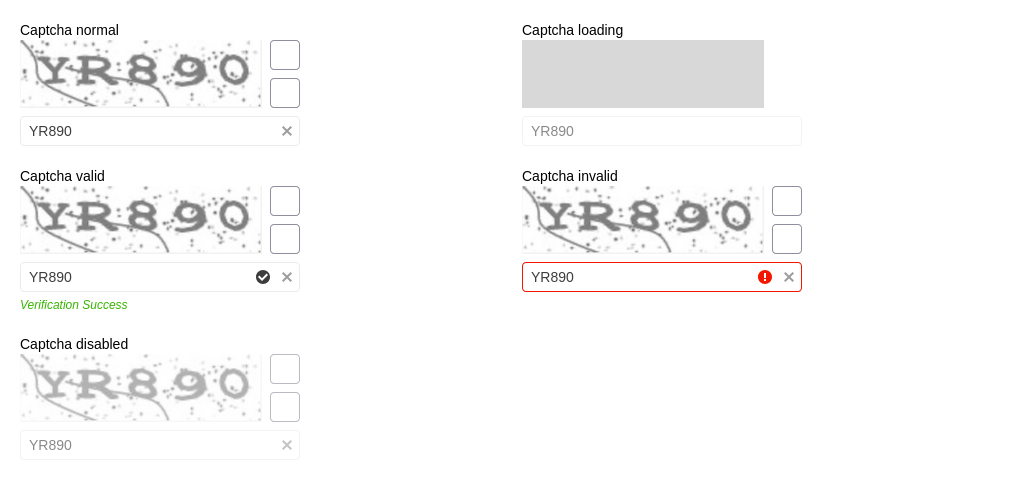 Captcha normal
YR890
YR890
Captcha loading
YR890
Captcha valid
YR890
YR890
Verification Success
Captcha invalid
YR890
YR890
Captcha disabled
YR890
YR890